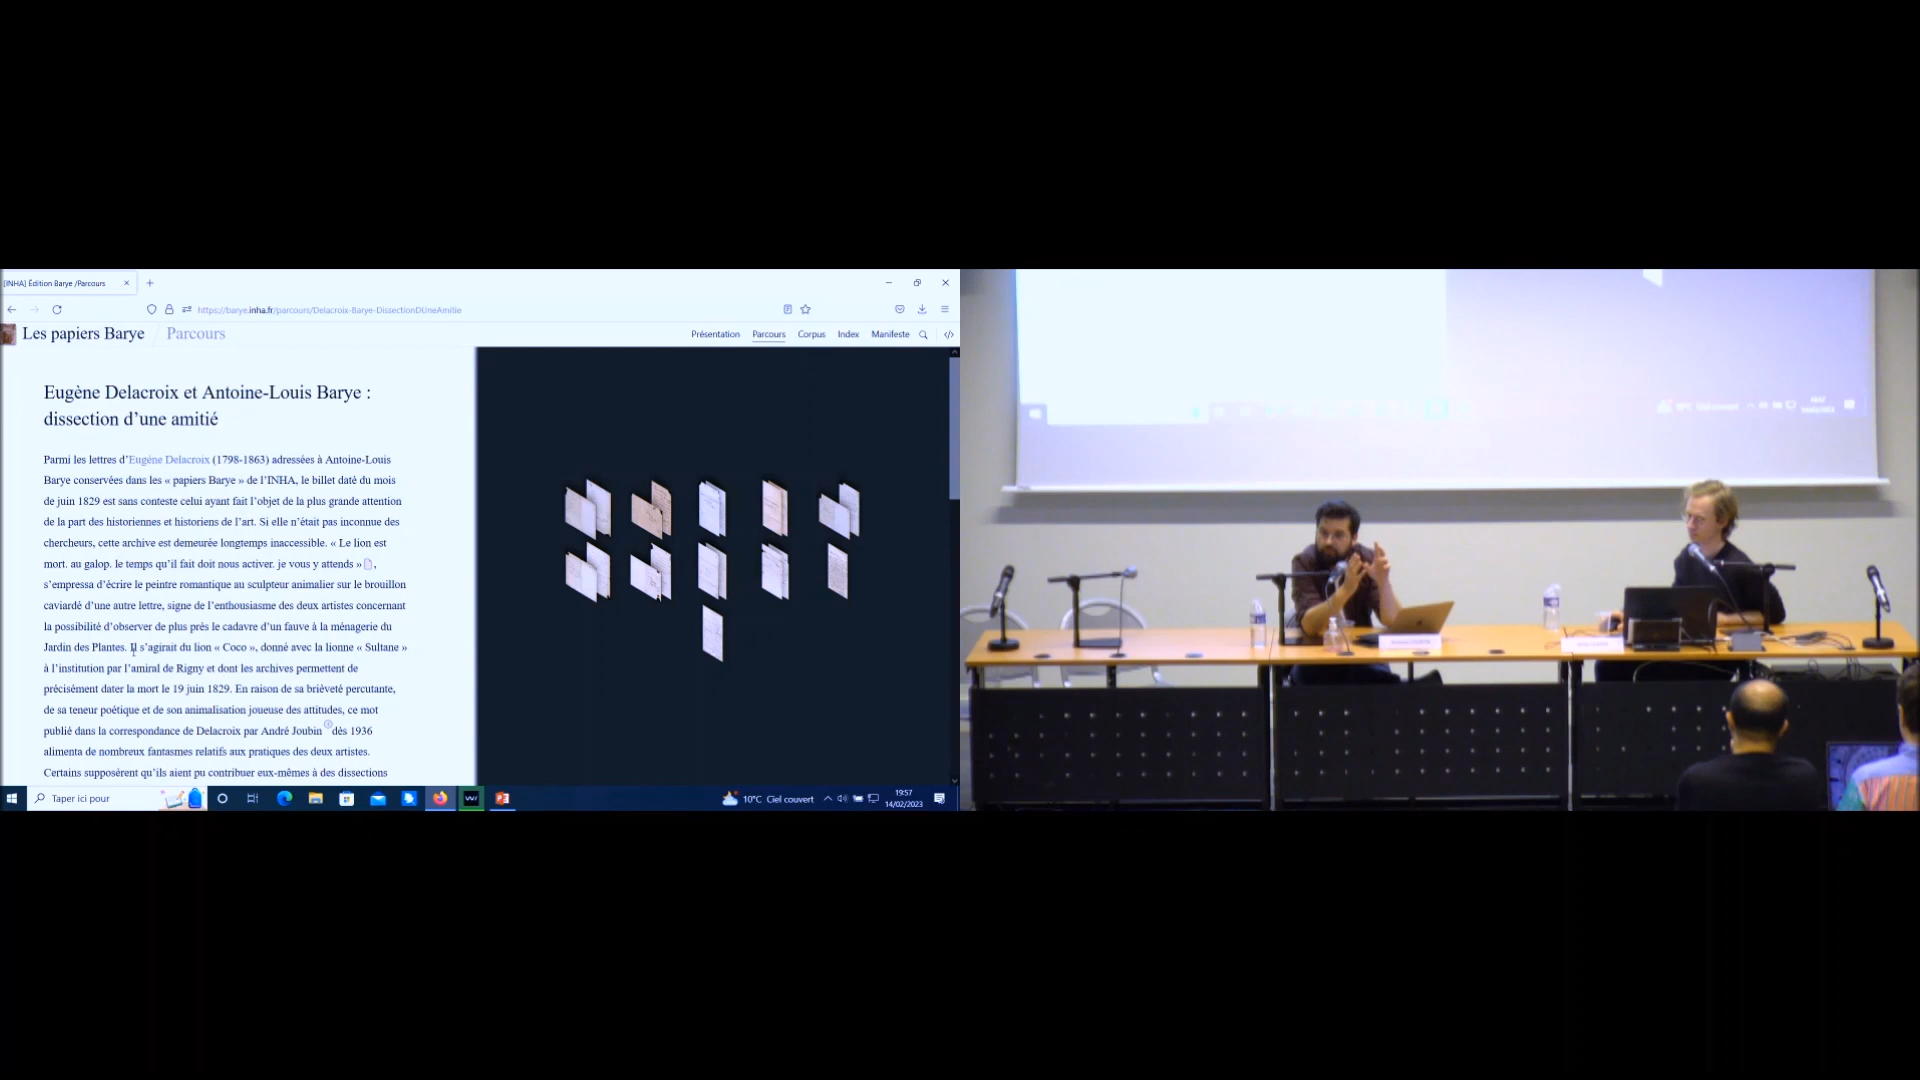 [INHA] Édition Barye /Parcours
https://barye.inha.fr/parcours/Delacroix-Barye-DissectionDUneAmitie
Les papiers Barye / Parcours
Présentation Parcours Corpus Index Manifeste
Eugène Delacroix et Antoine-Louis Barye :
dissection d’une amitié
Parmi les lettres d’Eugène Delacroix (1798-1863) adressées à Antoine-Louis
Barye conservées dans les « papiers Barye » de l’INHA, le billet daté du mois
de juin 1829 est sans conteste celui ayant fait l’objet de la plus grande attention
de la part des historiennes et historiens de l’art. Si elle n’était pas inconnue des
chercheurs, cette archive est demeurée longtemps inaccessible. « Le lion est
mort. au galop. le temps qu’il fait doit nous activer. je vous y attends » ,
s’empressa d’écrire le peintre romantique au sculpteur animalier sur le brouillon
caviardé d’une autre lettre, signe de l’enthousiasme des deux artistes concernant
la possibilité d’observer de plus près le cadavre d’un fauve à la ménagerie du
Jardin des Plantes. Il s’agirait du lion « Coco », donné avec la lionne « Sultane »
à l’institution par l’amiral de Rigny et dont les archives permettent de
précisément dater la mort le 19 juin 1829. En raison de sa brièveté percutante,
de sa teneur poétique et de son animalisation joueuse des attitudes, ce mot
publié dans la correspondance de Delacroix par André Joubin dès 1936
alimenta de nombreux fantasmes relatifs aux pratiques des deux artistes.
Certains supposèrent qu’ils aient pu contribuer eux-mêmes à des dissections
Taper ici pour
10°C Ciel couvert
19:57
14/02/2023